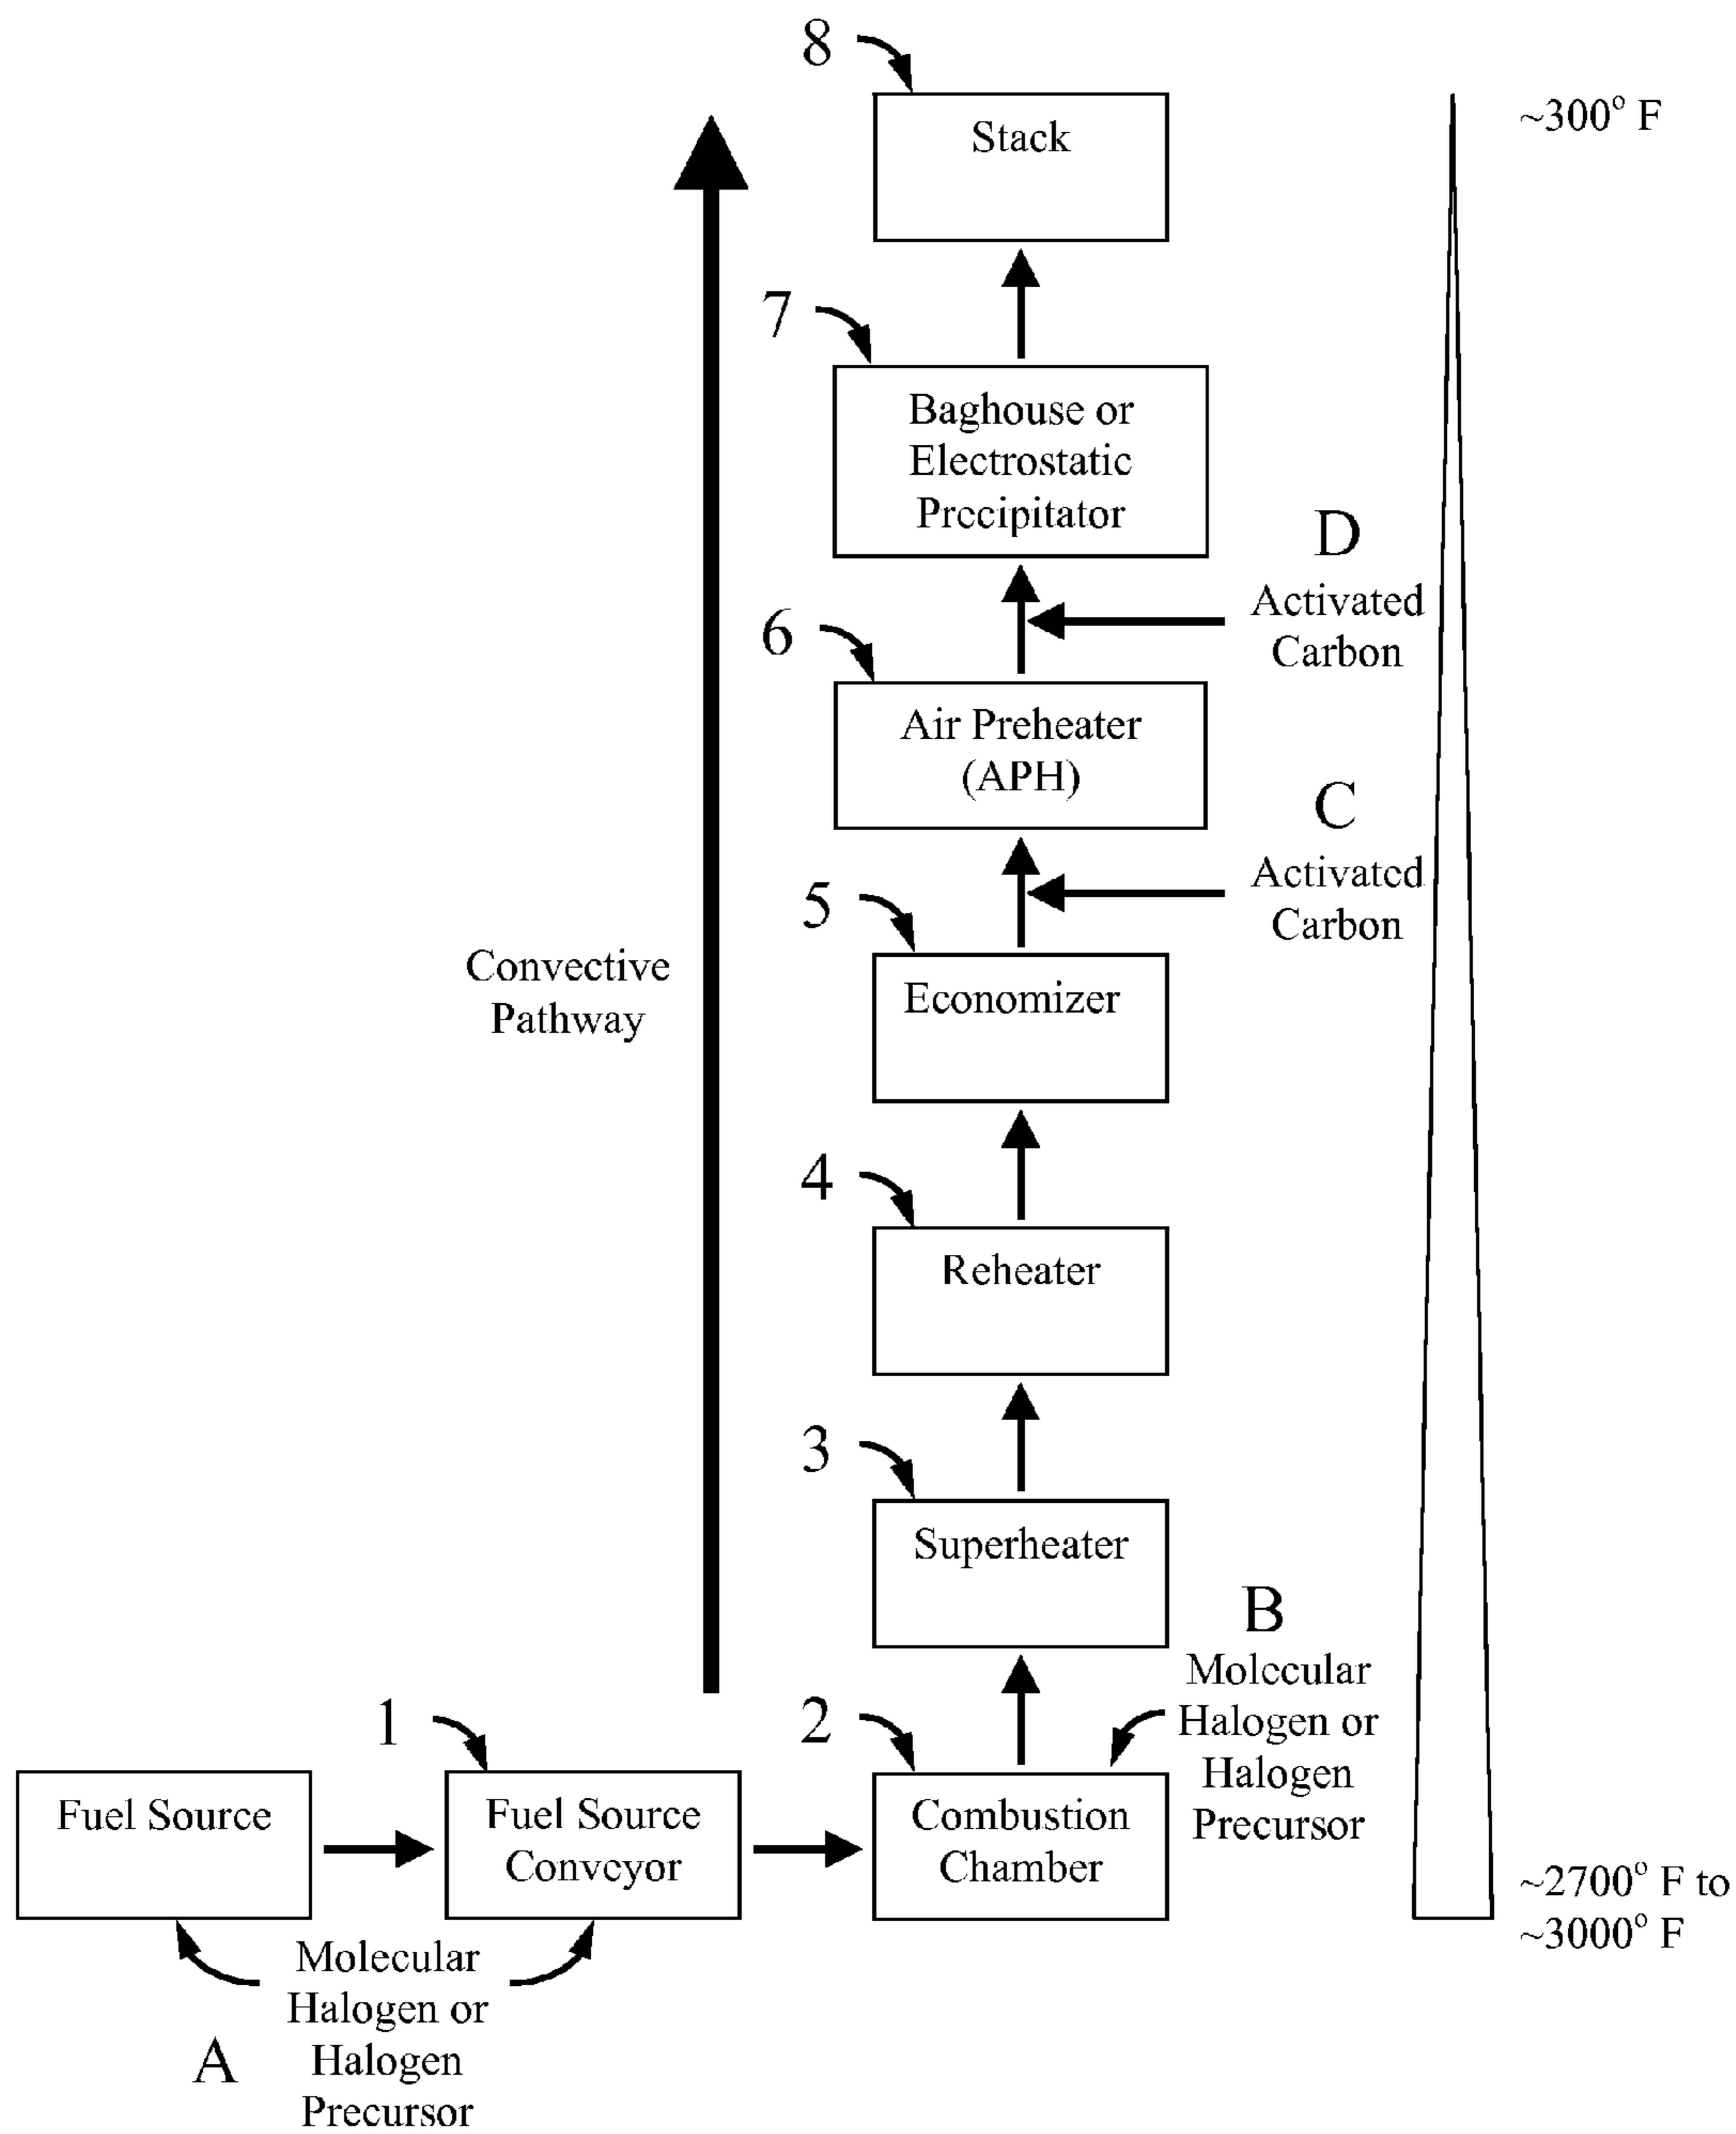 8
Stack
~300° F
7
Baghouse or
Electrostatic
Precipitator
D
Activated
Carbon
6
Air Preheater
(APH)
C
Activated
Carbon
5
Economizer
Convective
Pathway
4
Reheater
3
Superheater
B
Molecular
Halogen or
Halogen
Precursor
1
2
Fuel Source
Fuel Source
Conveyor
Combustion
Chamber
~2700° F to
~3000° F
A
Molecular
Halogen or
Halogen
Precursor